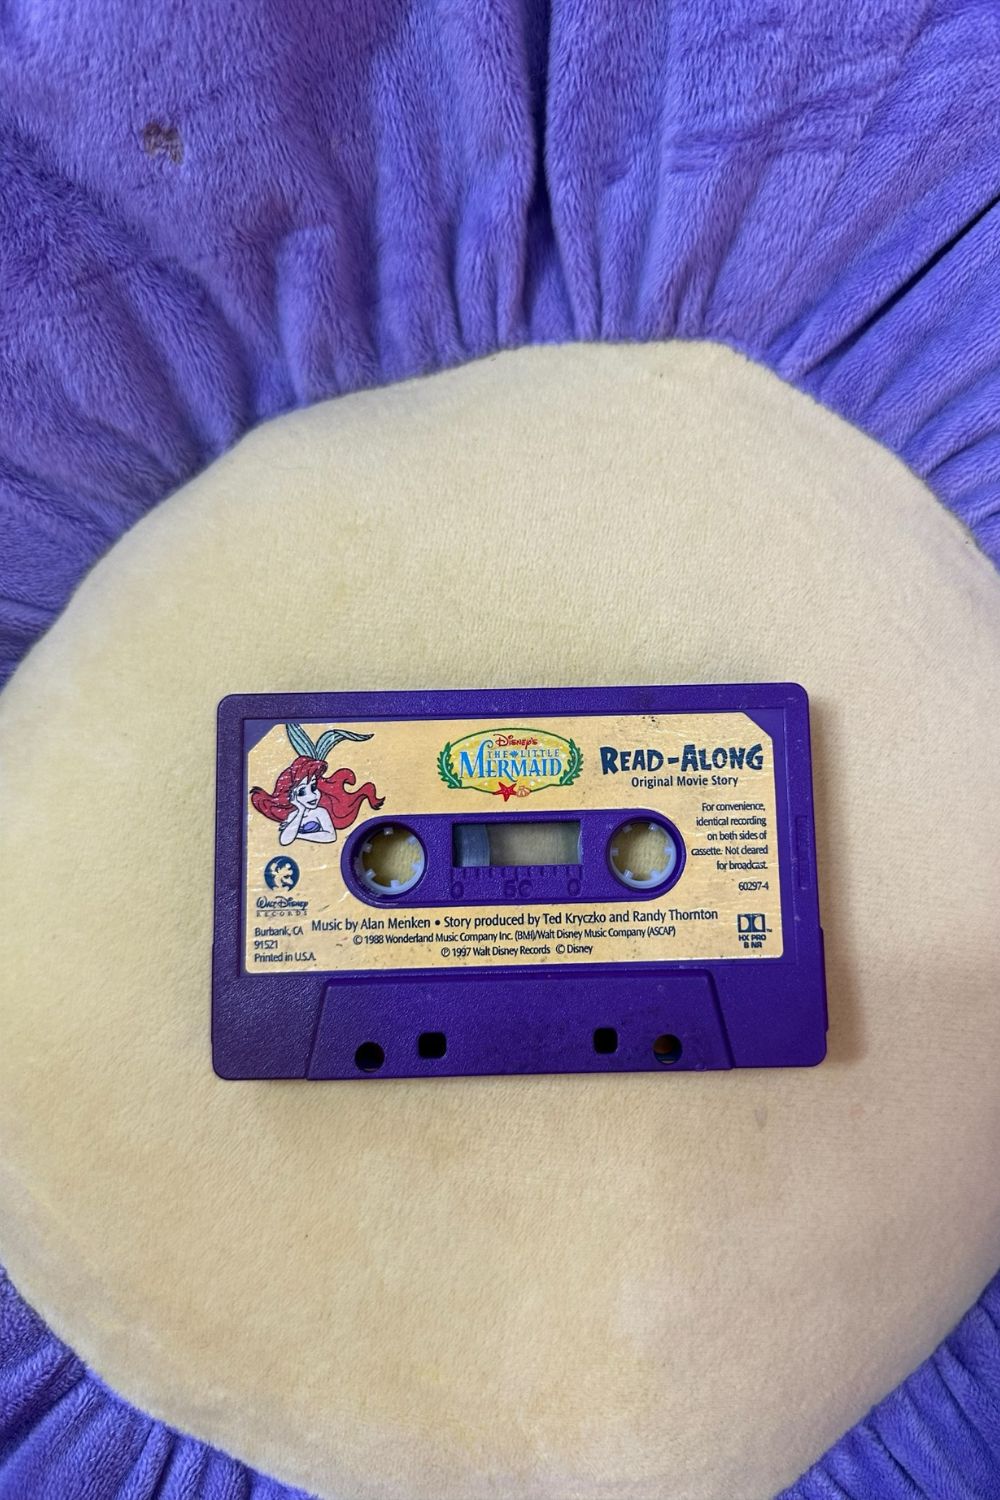 Disney's
THE LITTLE
MERMAID
READ-ALONG
Original Movie Story
For convenience,
identical recording
on both sides of
cassette. Not cleared
for broadcast.
60297-4
0 50 0
WALT DISNEY
RECORDS
Burbank, CA
91521
Printed in U.S.A.
Music by Alan Menken • Story produced by Ted Kryczko and Randy Thornton
© 1988 Wonderland Music Company Inc. (BMI)/Walt Disney Music Company (ASCAP)
℗ 1997 Walt Disney Records © Disney
HX PRO
B NR